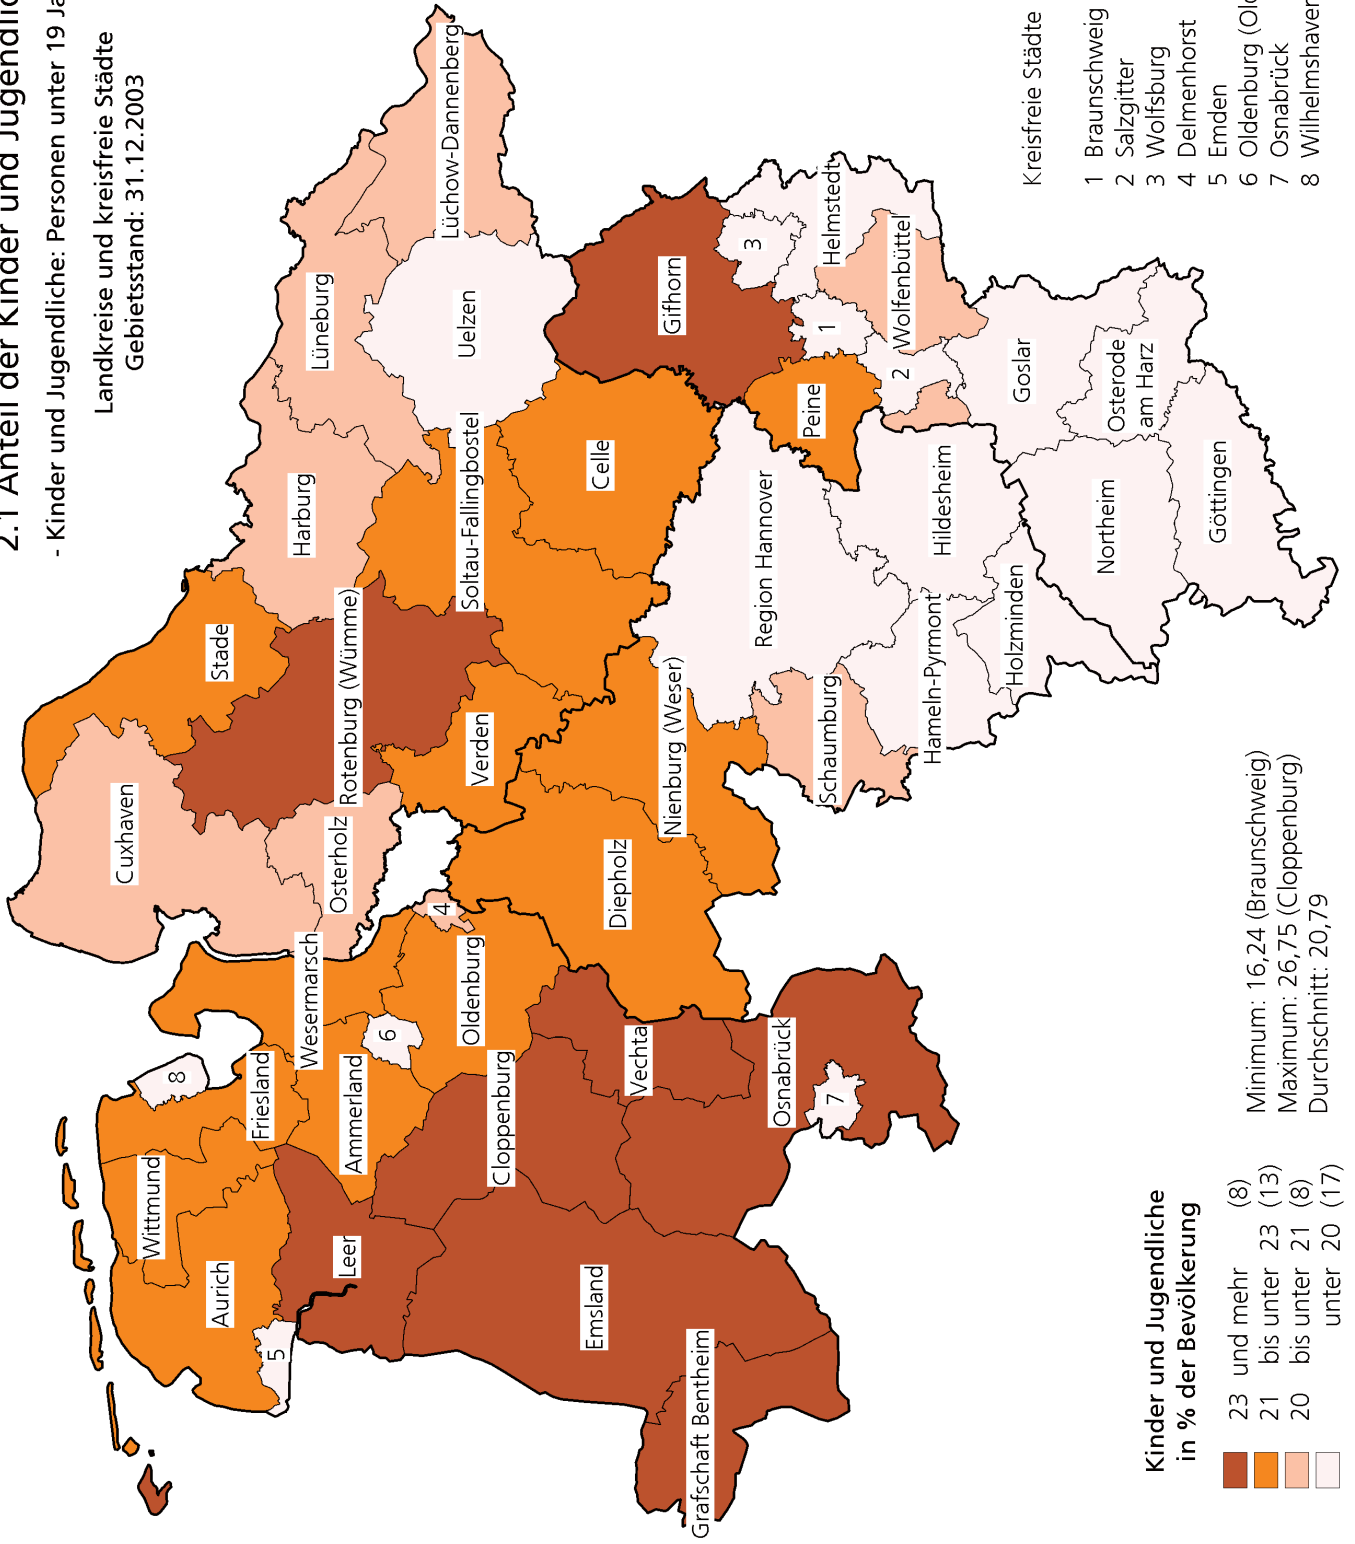 2.1 Anteil der Kinder und Jugendlic
- Kinder und Jugendliche: Personen unter 19 Ja
Landkreise und kreisfreie Städte
Gebietsstand: 31.12.2003
Cuxhaven
Stade
Harburg
Lüneburg
Lüchow-Dannenberg
Osterholz
Rotenburg (Wümme)
Soltau-Fallingbostel
Uelzen
Wittmund
8
Friesland
Wesermarsch
Aurich
5
Leer
Ammerland
6
Oldenburg
4
Verden
Celle
Gifhorn
Cloppenburg
Vechta
Diepholz
Nienburg (Weser)
Region Hannover
Peine
1
3
Helmstedt
Emsland
Grafschaft Bentheim
Osnabrück
7
Schaumburg
Hameln-Pyrmont
Hildesheim
2
Wolfenbüttel
Holzminden
Goslar
Northeim
Osterode
am Harz
Göttingen
Kreisfreie Städte
1 Braunschweig
2 Salzgitter
3 Wolfsburg
4 Delmenhorst
5 Emden
6 Oldenburg (Old
7 Osnabrück
8 Wilhelmshaven
Kinder und Jugendliche
in % der Bevölkerung
23 und mehr (8)
21 bis unter 23 (13)
20 bis unter 21 (8)
unter 20 (17)
Minimum: 16,24 (Braunschweig)
Maximum: 26,75 (Cloppenburg)
Durchschnitt: 20,79